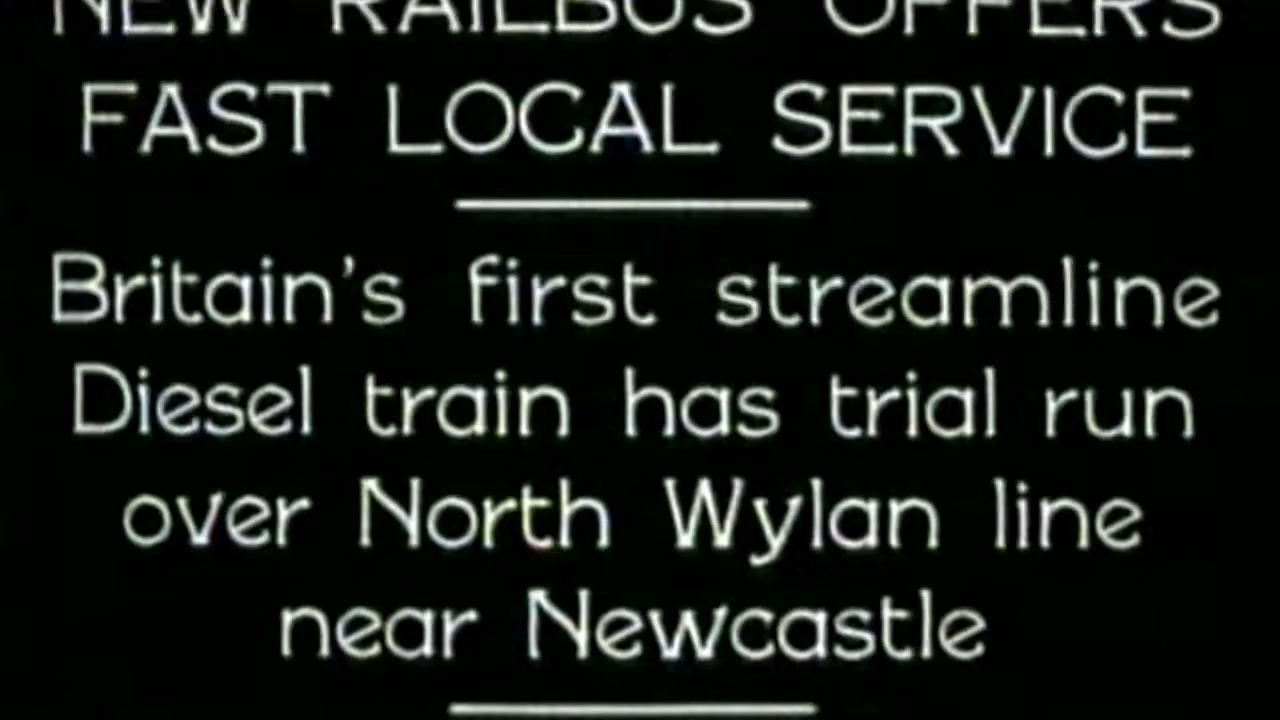 NEW RAILBUS OFFERS
FAST LOCAL SERVICE
Britain's first streamline
Diesel train has trial run
over North Wylan line
near Newcastle